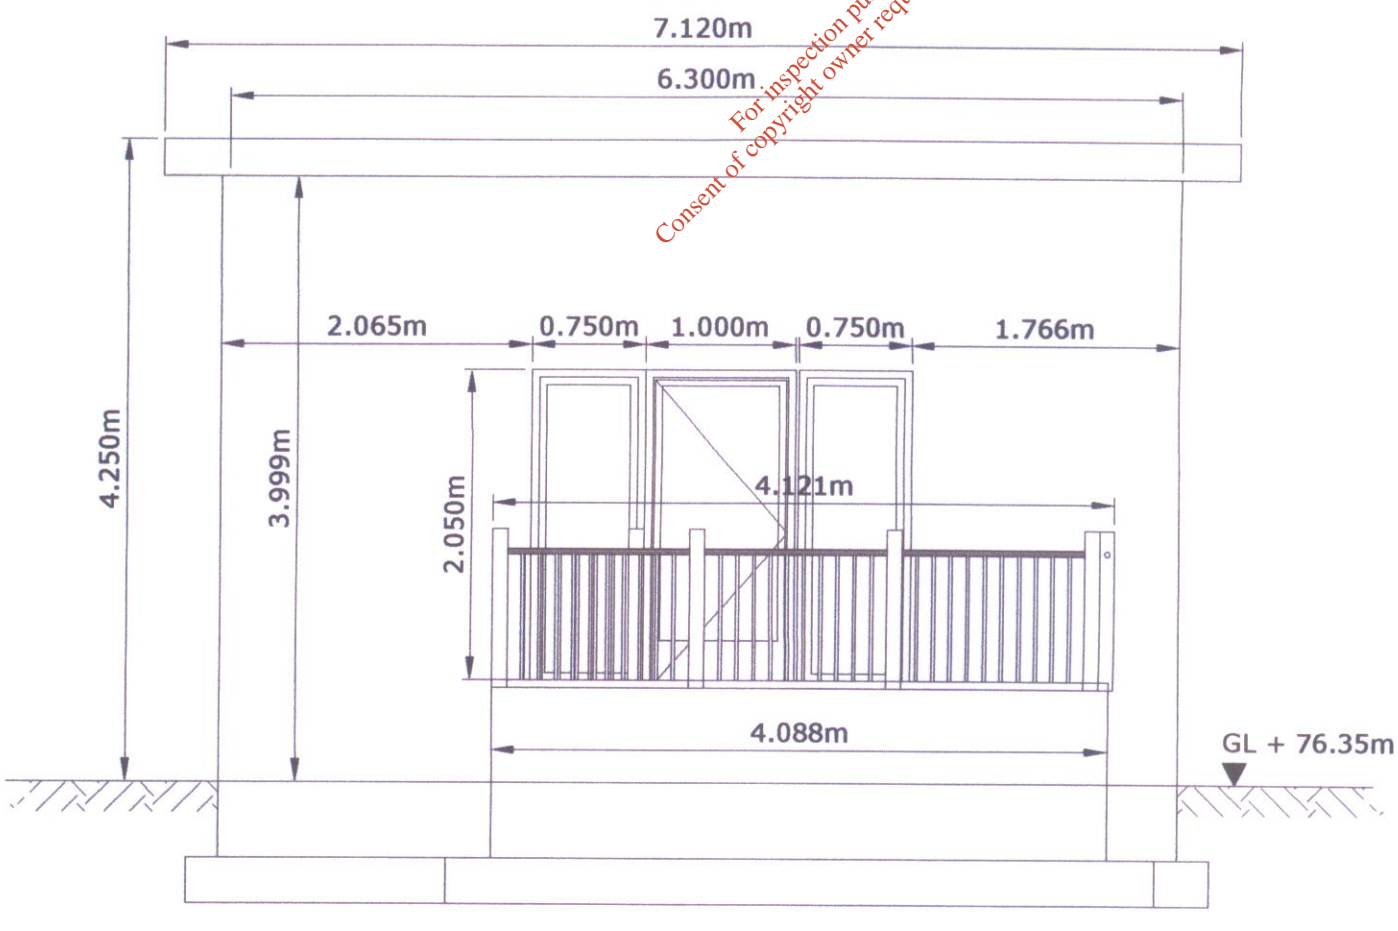 7.120m
6.300m
For inspection pu
Consent of copyright owner requ
2.065m
0.750m
1.000m
0.750m
1.766m
4.250m
3.999m
2.050m
4.121m
4.088m
GL + 76.35m